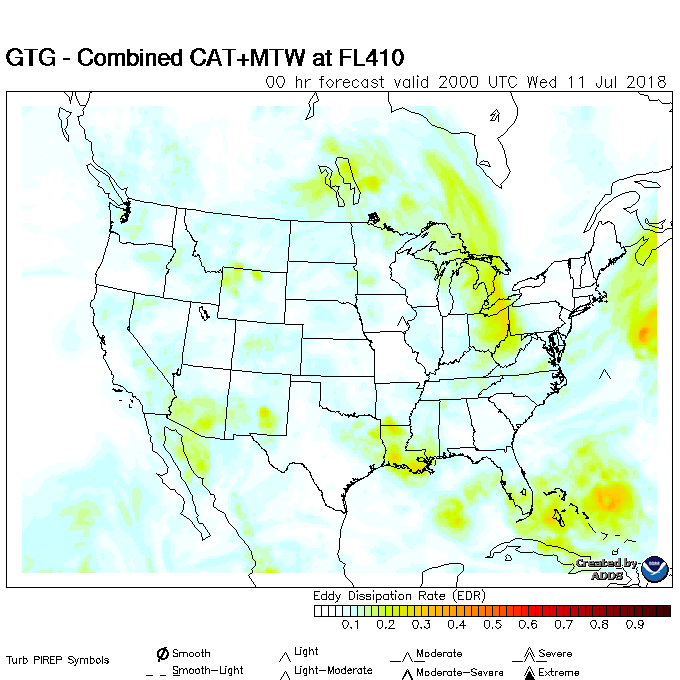 GTG - Combined CAT+MTW at FL410
00 hr forecast valid 2000 UTC Wed 11 Jul 2018
Created by
ADDS
Eddy Dissipation Rate (EDR)
0.1 0.2 0.3 0.4 0.5 0.6 0.7 0.8 0.9
Turb PIREP Symbols
Smooth Light Moderate Severe
Smooth-Light Light-Moderate Moderate-Severe Extreme